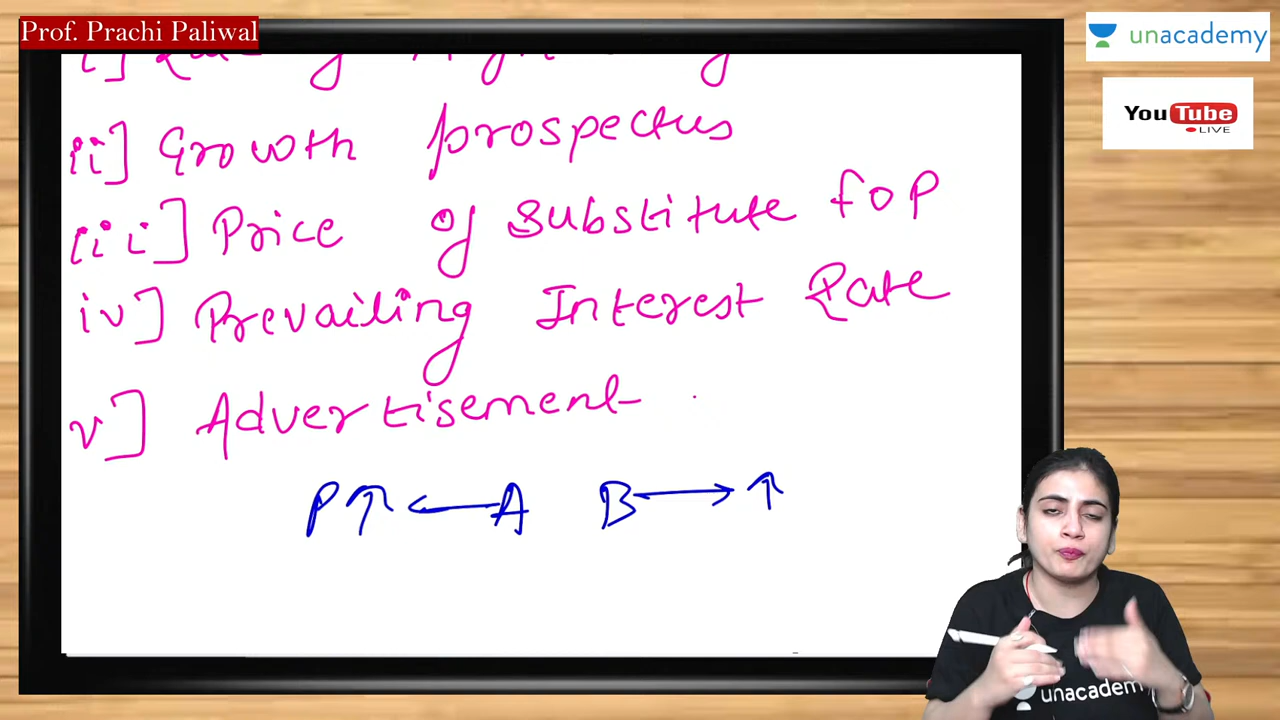 Prof. Prachi Paliwal
unacademy
YouTube
LIVE
ii] Growth prospectus
iii] Price of substitute FOP
iv] Prevailing Interest Rate
v] Advertisement
P↑ ← A B → ↑
unacademy